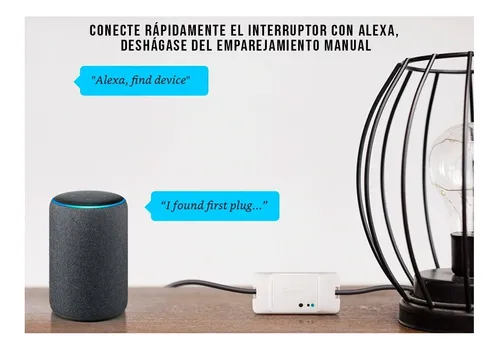 CONECTE RÁPIDAMENTE EL INTERRUPTOR CON ALEXA,
DESHÁGASE DEL EMPAREJAMIENTO MANUAL
"Alexa, find device"
“I found first plug...”